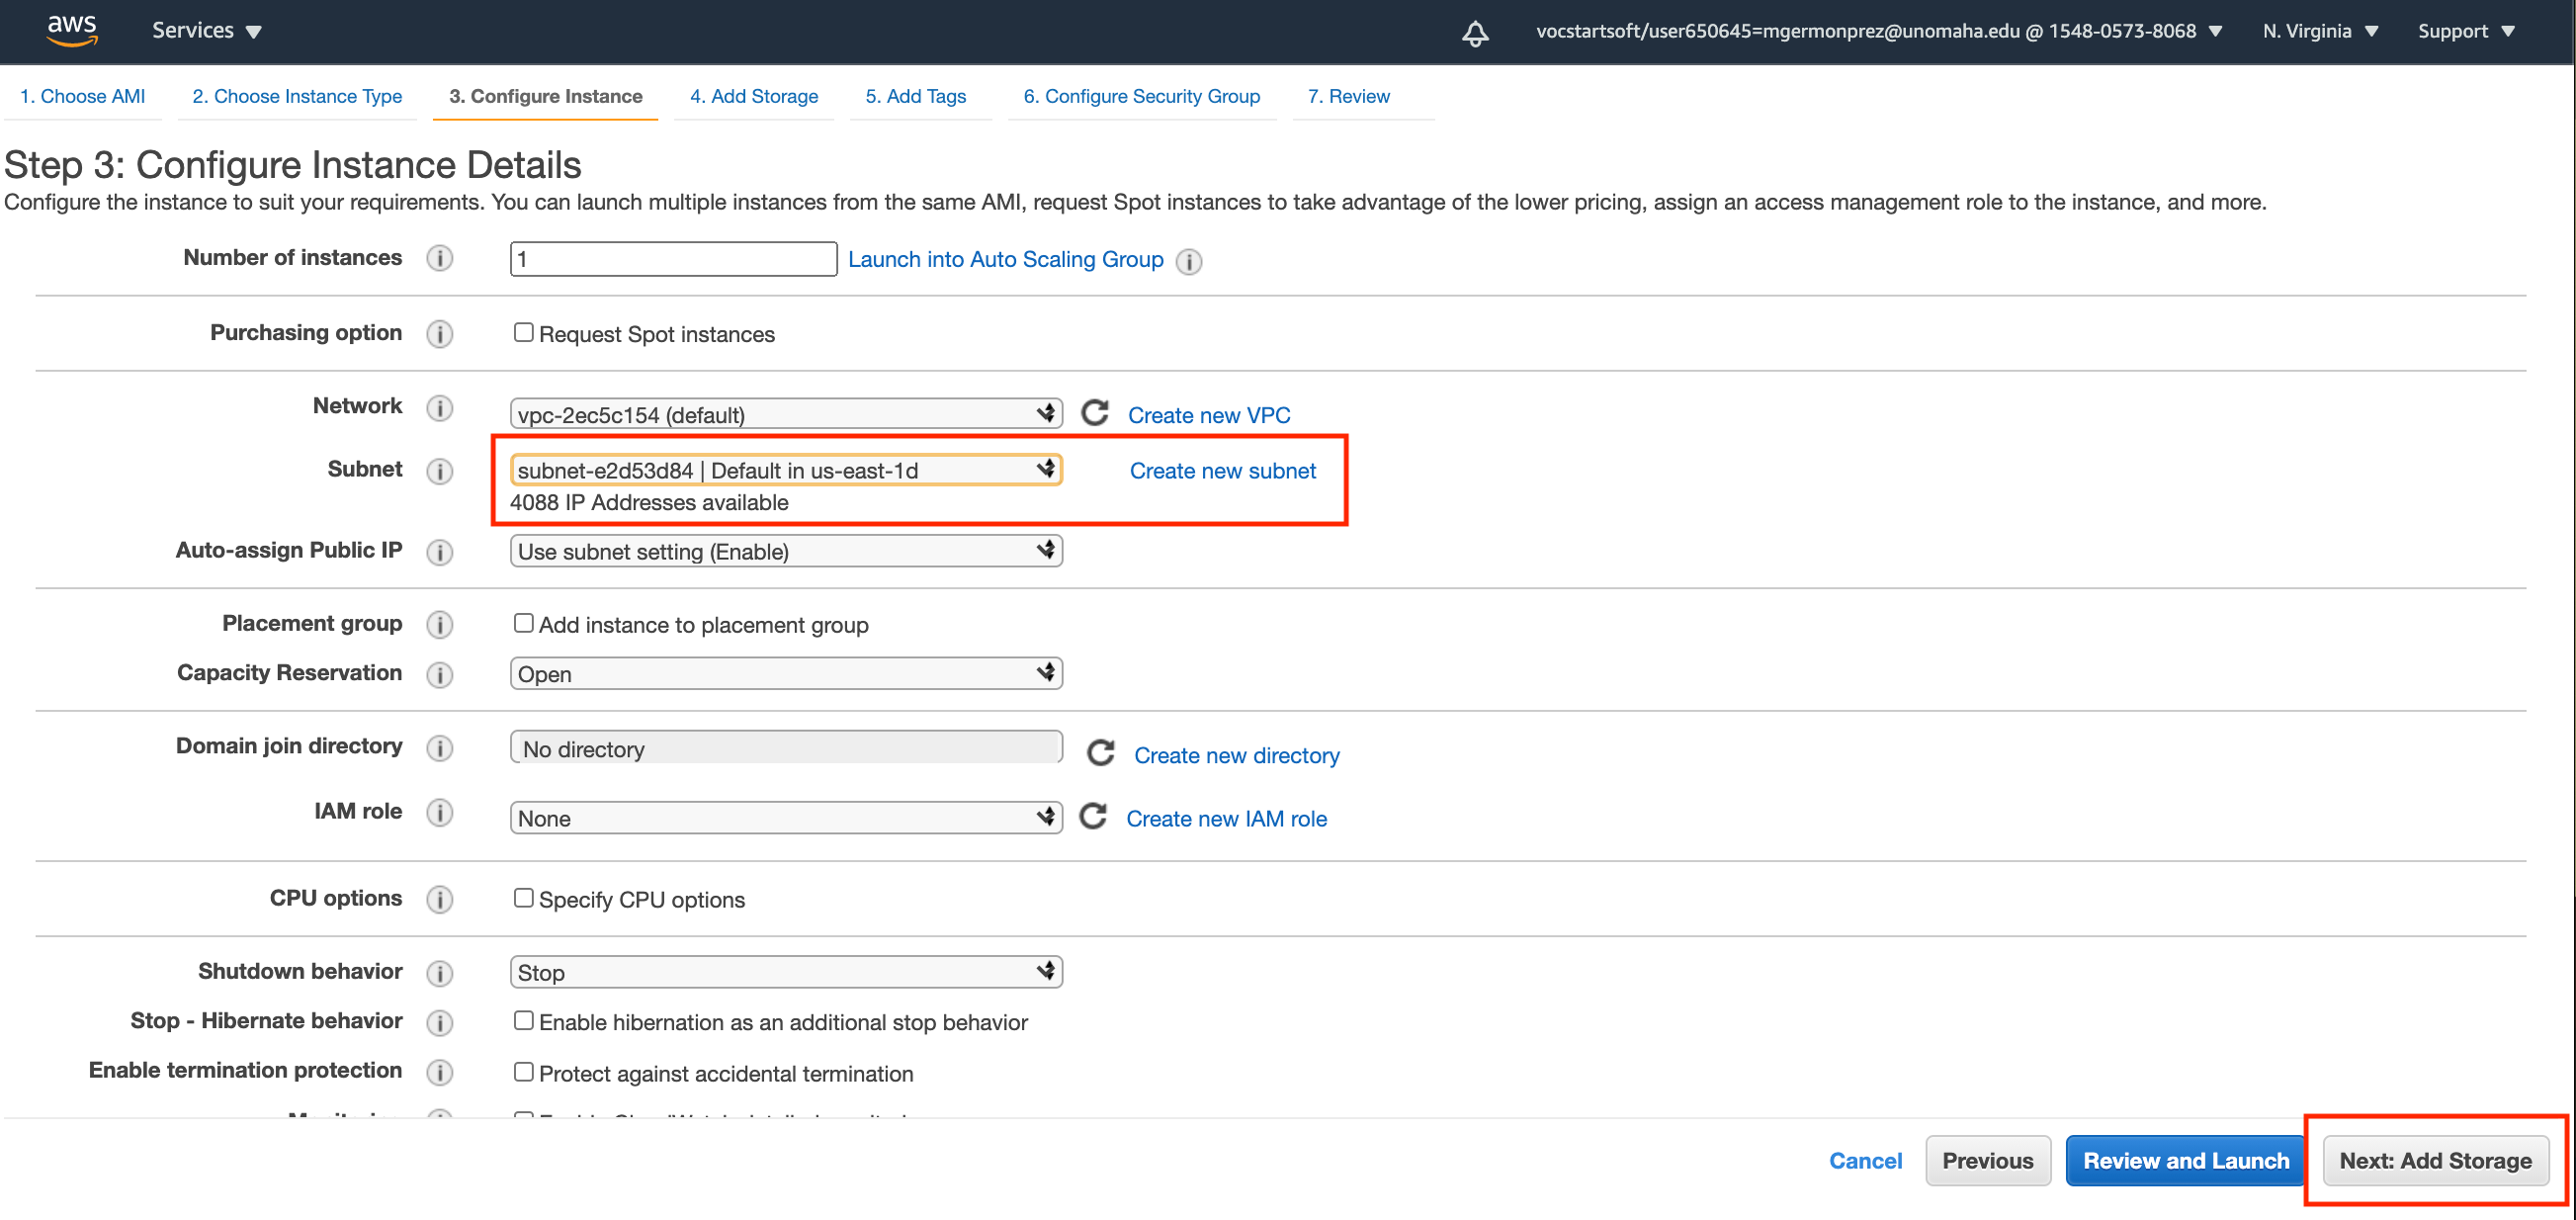 aws Services vocstartsoft/user650645=mgermonprez@unomaha.edu @ 1548-0573-8068 N. Virginia Support
1. Choose AMI 2. Choose Instance Type 3. Configure Instance 4. Add Storage 5. Add Tags 6. Configure Security Group 7. Review
Step 3: Configure Instance Details
Configure the instance to suit your requirements. You can launch multiple instances from the same AMI, request Spot instances to take advantage of the lower pricing, assign an access management role to the instance, and more.
Number of instances 1 Launch into Auto Scaling Group
Purchasing option Request Spot instances
Network vpc-2ec5c154 (default) Create new VPC
Subnet subnet-e2d53d84 | Default in us-east-1d Create new subnet
4088 IP Addresses available
Auto-assign Public IP Use subnet setting (Enable)
Placement group Add instance to placement group
Capacity Reservation Open
Domain join directory No directory Create new directory
IAM role None Create new IAM role
CPU options Specify CPU options
Shutdown behavior Stop
Stop - Hibernate behavior Enable hibernation as an additional stop behavior
Enable termination protection Protect against accidental termination
Cancel Previous Review and Launch Next: Add Storage